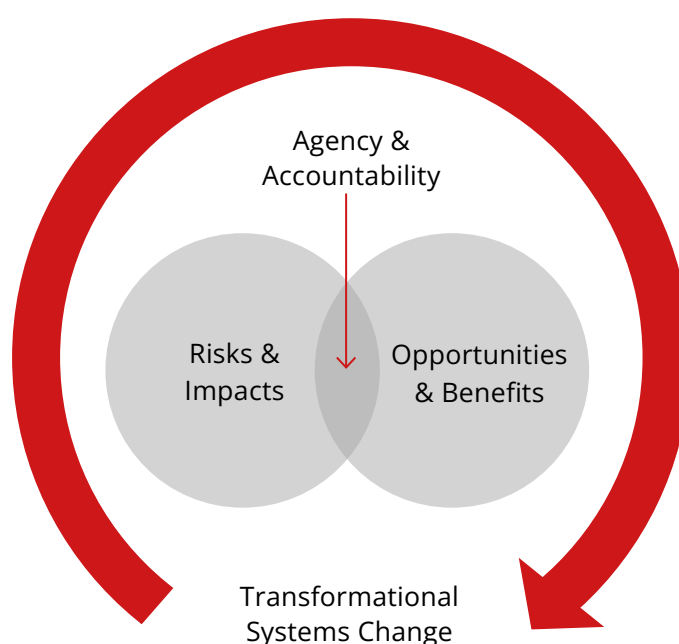 Agency &
Accountability
Risks &
Impacts
Opportunities
& Benefits
Transformational
Systems Change